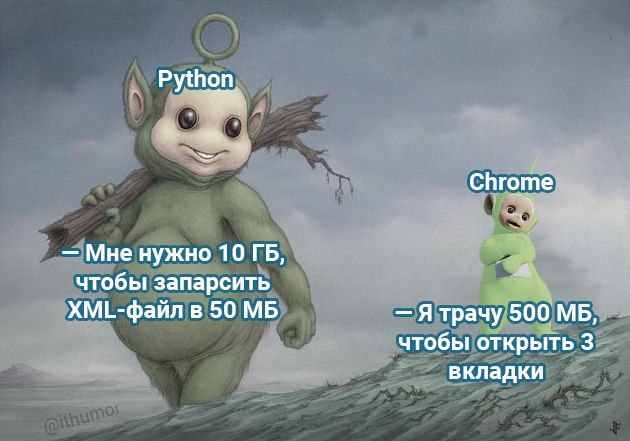 Python
— Мне нужно 10 ГБ,
чтобы запарсить
XML-файл в 50 МБ
Chrome
— Я трачу 500 МБ,
чтобы открыть 3
вкладки
@ithumor